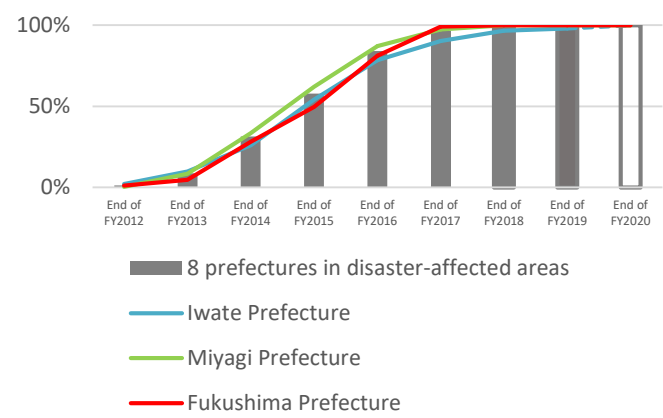 100%
50%
0%
End of End of End of End of End of End of End of End of End of
FY2012 FY2013 FY2014 FY2015 FY2016 FY2017 FY2018 FY2019 FY2020
8 prefectures in disaster-affected areas
Iwate Prefecture
Miyagi Prefecture
Fukushima Prefecture